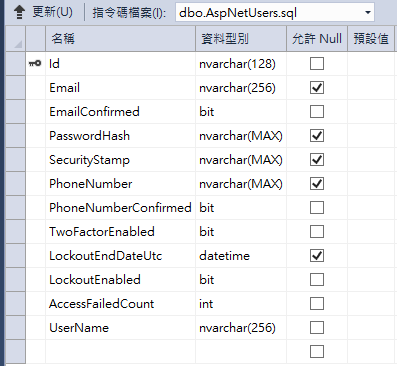 更新(U) 指令碼檔案(I): dbo.AspNetUsers.sql
名稱 資料型別 允許 Null 預設值
Id nvarchar(128)
Email nvarchar(256)
EmailConfirmed bit
PasswordHash nvarchar(MAX)
SecurityStamp nvarchar(MAX)
PhoneNumber nvarchar(MAX)
PhoneNumberConfirmed bit
TwoFactorEnabled bit
LockoutEndDateUtc datetime
LockoutEnabled bit
AccessFailedCount int
UserName nvarchar(256)